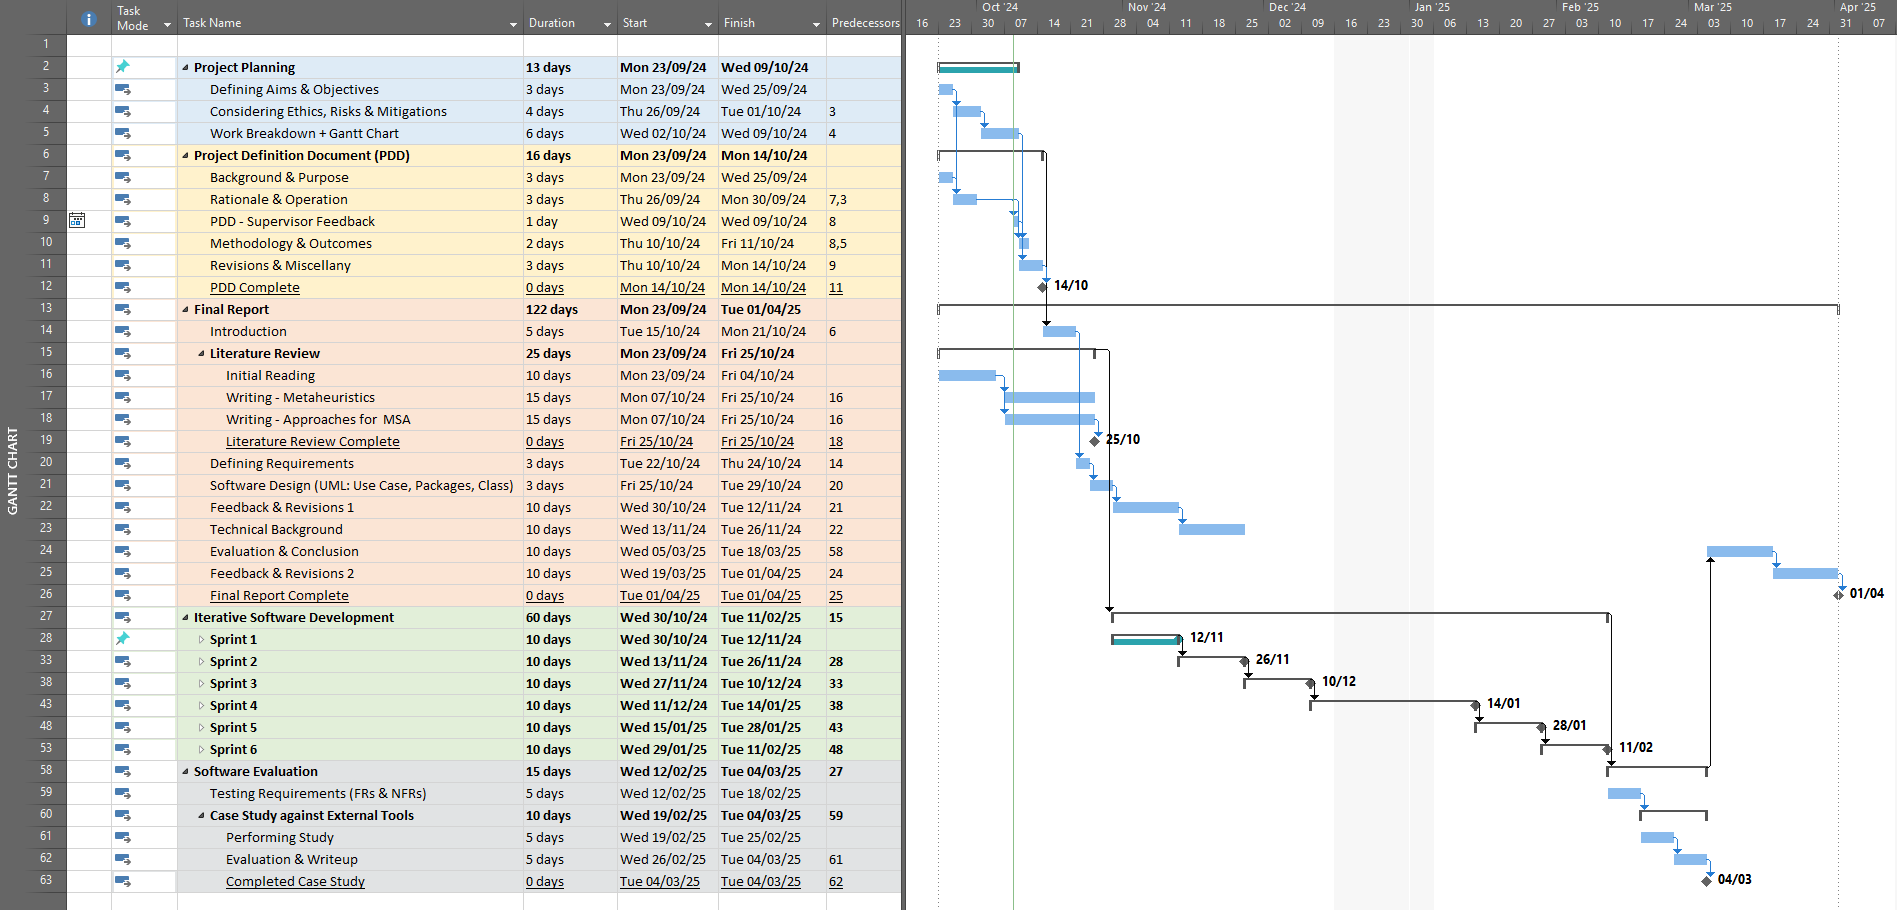 Task Mode Task Name Duration Start Finish Predecessors
Oct '24 Nov '24 Dec '24 Jan '25 Feb '25 Mar '25 Apr '25
16 23 30 07 14 21 28 04 11 18 25 02 09 16 23 30 06 13 20 27 03 10 17 24 03 10 17 24 31 07
1
2 Project Planning 13 days Mon 23/09/24 Wed 09/10/24
3 Defining Aims & Objectives 3 days Mon 23/09/24 Wed 25/09/24
4 Considering Ethics, Risks & Mitigations 4 days Thu 26/09/24 Tue 01/10/24 3
5 Work Breakdown + Gantt Chart 6 days Wed 02/10/24 Wed 09/10/24 4
6 Project Definition Document (PDD) 16 days Mon 23/09/24 Mon 14/10/24
7 Background & Purpose 3 days Mon 23/09/24 Wed 25/09/24
8 Rationale & Operation 3 days Thu 26/09/24 Mon 30/09/24 7,3
9 PDD - Supervisor Feedback 1 day Wed 09/10/24 Wed 09/10/24 8
10 Methodology & Outcomes 2 days Thu 10/10/24 Fri 11/10/24 8,5
11 Revisions & Miscellany 3 days Thu 10/10/24 Mon 14/10/24 9
12 PDD Complete 0 days Mon 14/10/24 Mon 14/10/24 11 14/10
13 Final Report 122 days Mon 23/09/24 Tue 01/04/25
14 Introduction 5 days Tue 15/10/24 Mon 21/10/24 6
15 Literature Review 25 days Mon 23/09/24 Fri 25/10/24
16 Initial Reading 10 days Mon 23/09/24 Fri 04/10/24
17 Writing - Metaheuristics 15 days Mon 07/10/24 Fri 25/10/24 16
18 Writing - Approaches for MSA 15 days Mon 07/10/24 Fri 25/10/24 16
19 Literature Review Complete 0 days Fri 25/10/24 Fri 25/10/24 18 25/10
20 Defining Requirements 3 days Tue 22/10/24 Thu 24/10/24 14
21 Software Design (UML: Use Case, Packages, Class) 3 days Fri 25/10/24 Tue 29/10/24 20
22 Feedback & Revisions 1 10 days Wed 30/10/24 Tue 12/11/24 21
23 Technical Background 10 days Wed 13/11/24 Tue 26/11/24 22
24 Evaluation & Conclusion 10 days Wed 05/03/25 Tue 18/03/25 58
25 Feedback & Revisions 2 10 days Wed 19/03/25 Tue 01/04/25 24
26 Final Report Complete 0 days Tue 01/04/25 Tue 01/04/25 25 01/04
27 Iterative Software Development 60 days Wed 30/10/24 Tue 11/02/25 15
28 Sprint 1 10 days Wed 30/10/24 Tue 12/11/24 12/11
33 Sprint 2 10 days Wed 13/11/24 Tue 26/11/24 28 26/11
38 Sprint 3 10 days Wed 27/11/24 Tue 10/12/24 33 10/12
43 Sprint 4 10 days Wed 11/12/24 Tue 14/01/25 38 14/01
48 Sprint 5 10 days Wed 15/01/25 Tue 28/01/25 43 28/01
53 Sprint 6 10 days Wed 29/01/25 Tue 11/02/25 48 11/02
58 Software Evaluation 15 days Wed 12/02/25 Tue 04/03/25 27
59 Testing Requirements (FRs & NFRs) 5 days Wed 12/02/25 Tue 18/02/25
60 Case Study against External Tools 10 days Wed 19/02/25 Tue 04/03/25 59
61 Performing Study 5 days Wed 19/02/25 Tue 25/02/25
62 Evaluation & Writeup 5 days Wed 26/02/25 Tue 04/03/25 61
63 Completed Case Study 0 days Tue 04/03/25 Tue 04/03/25 62 04/03
GANTT CHART